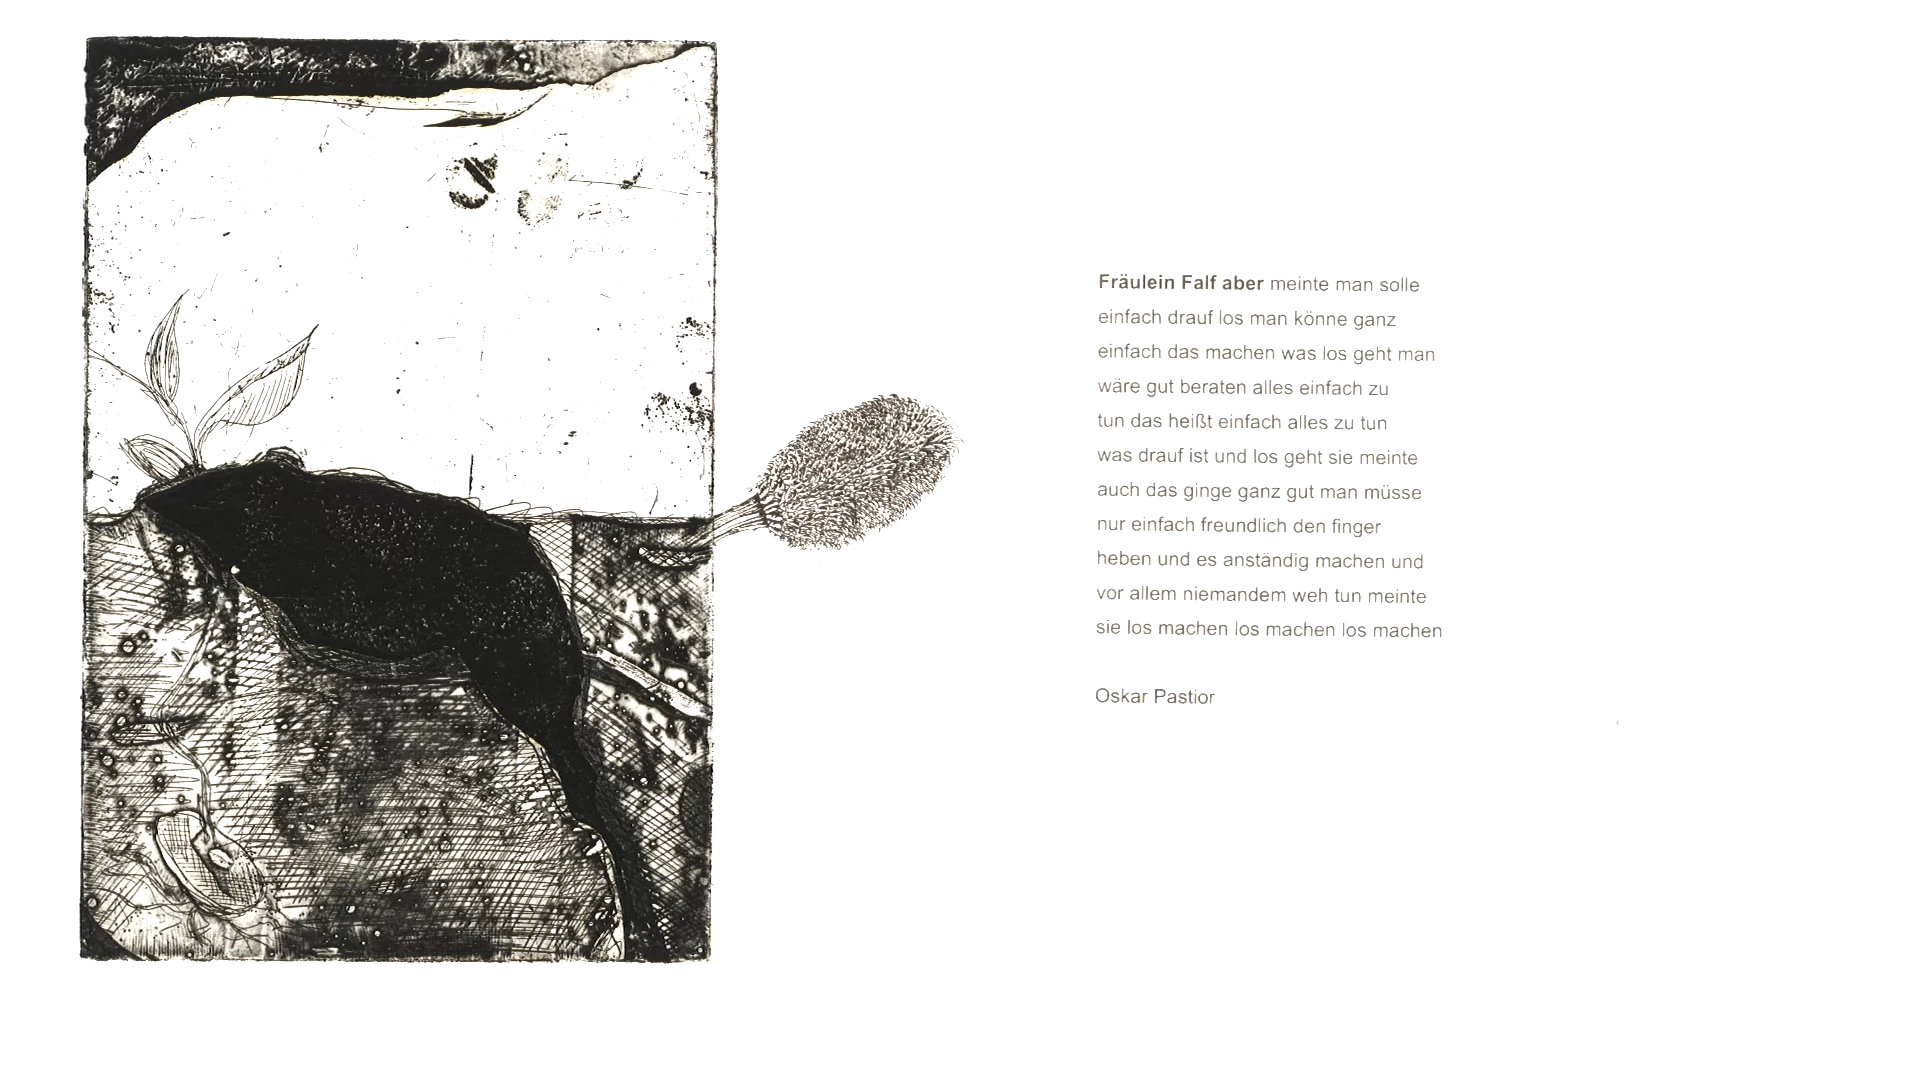 Fräulein Falf aber meinte man solle
einfach drauf los man könne ganz
einfach das machen was los geht man
wäre gut beraten alles einfach zu
tun das heißt einfach alles zu tun
was drauf ist und los geht sie meinte
auch das ginge ganz gut man müsse
nur einfach freundlich den finger
heben und es anständig machen und
vor allem niemandem weh tun meinte
sie los machen los machen los machen
Oskar Pastior